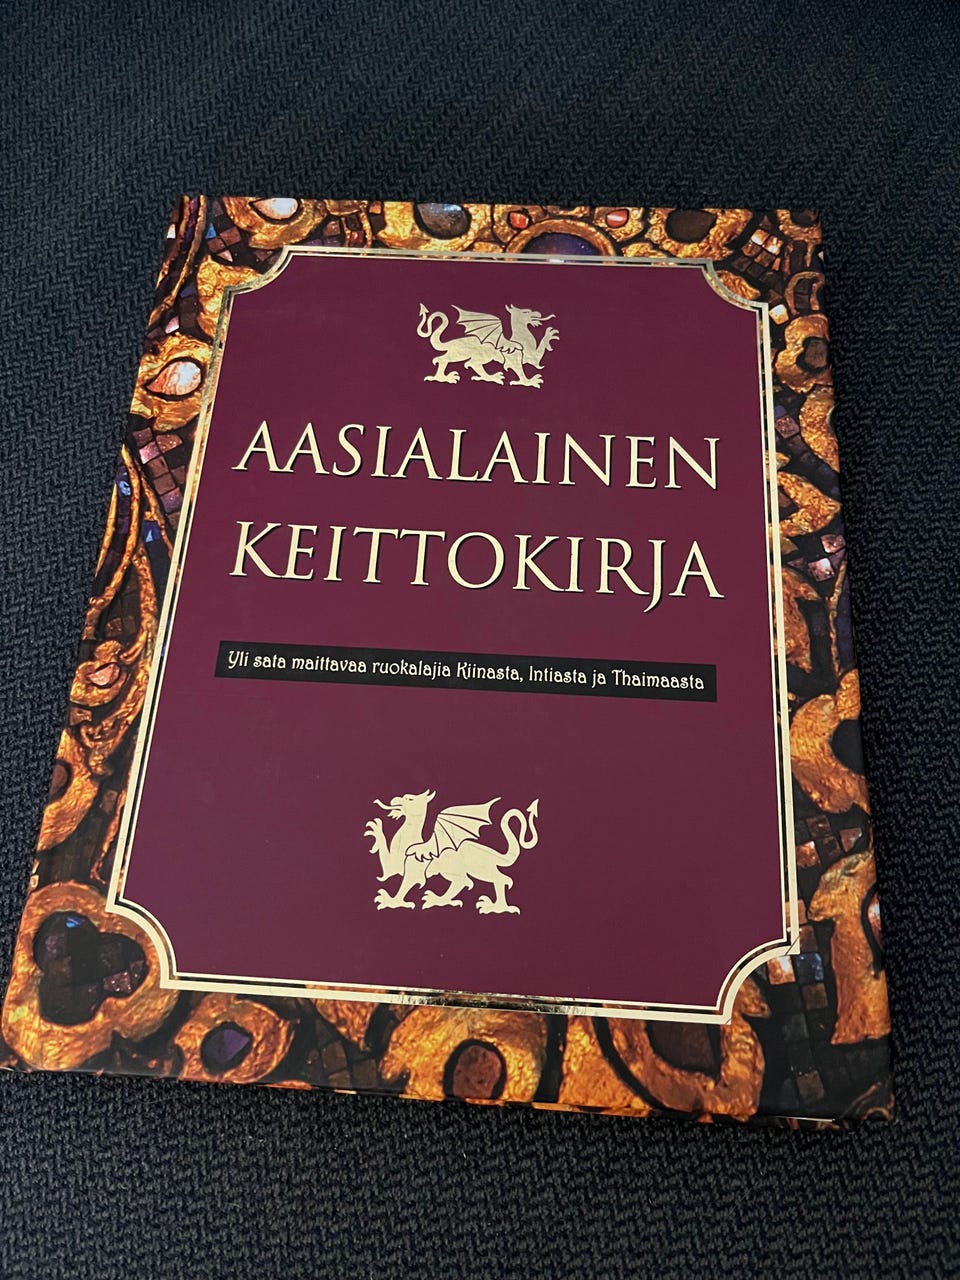 AASIALAINEN
KEITTOKIRJA
Yli sata maittavaa ruokalajia Kiinasta, Intiasta ja Thaimaasta